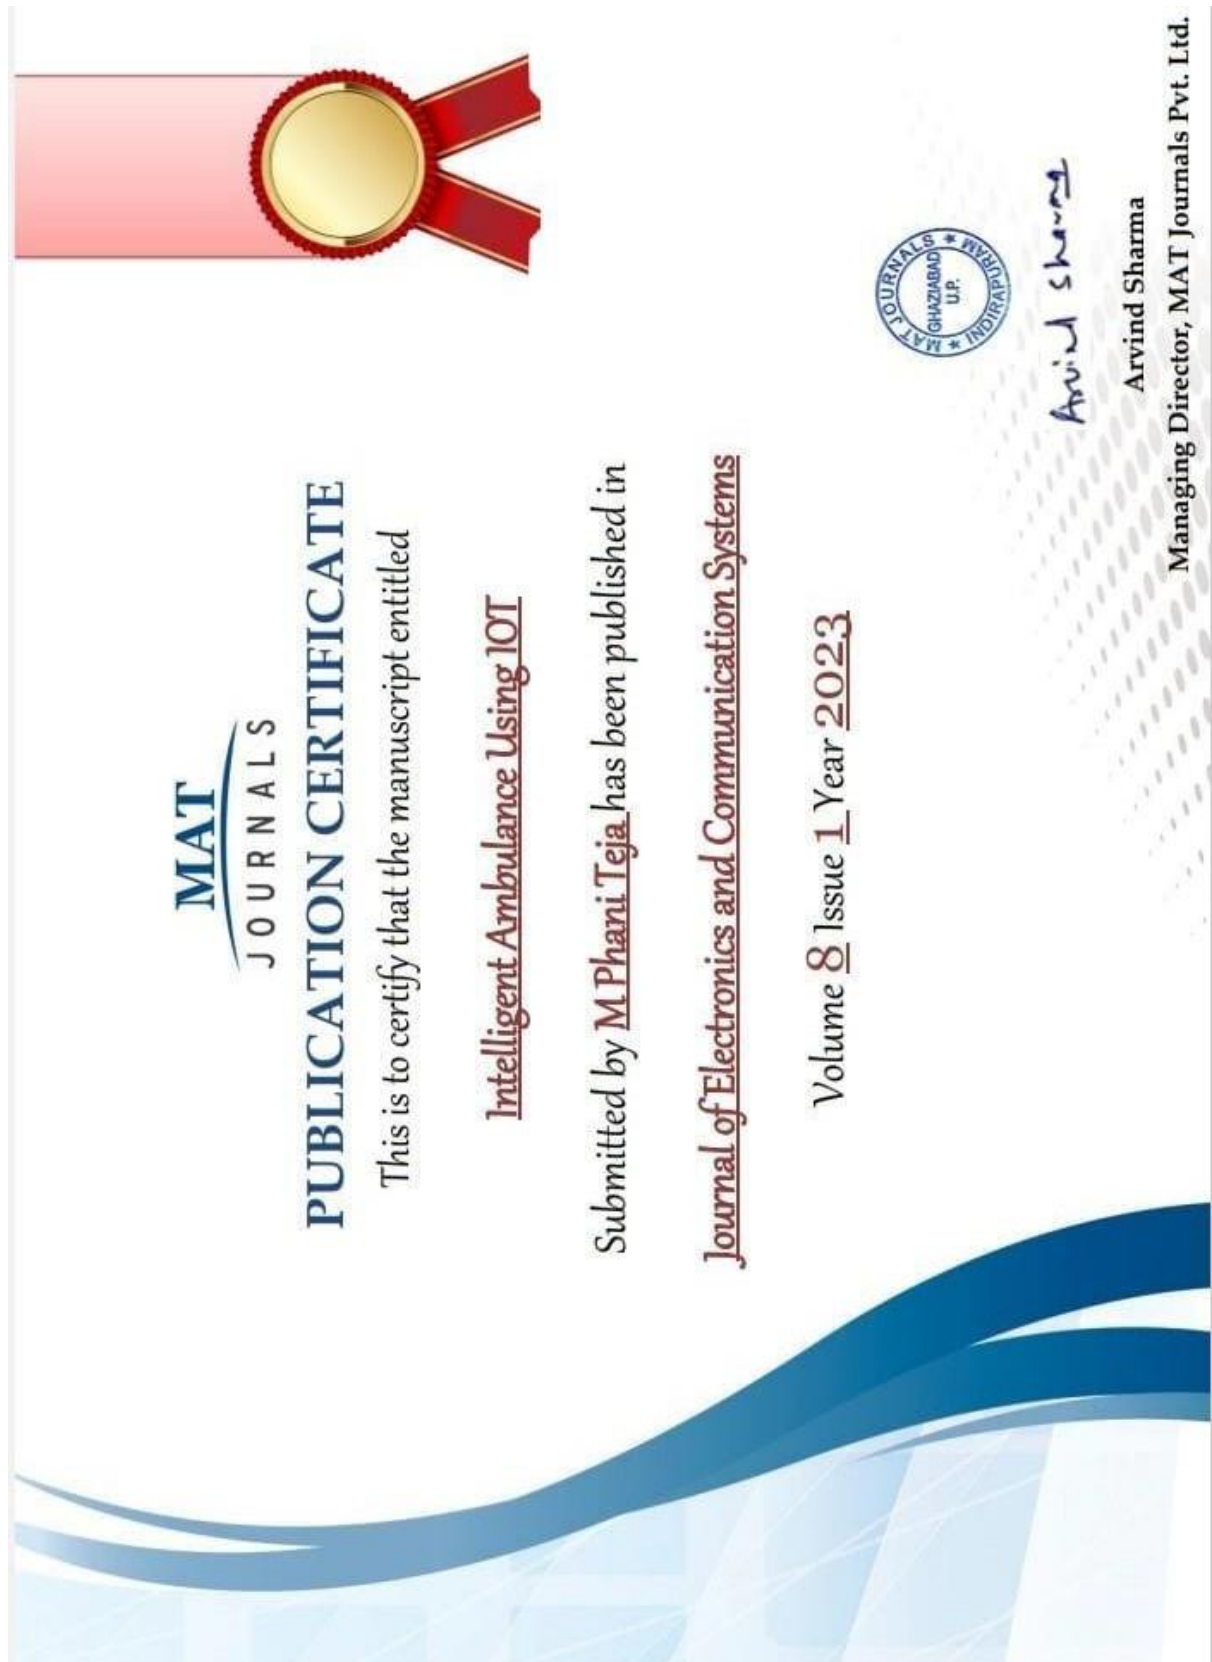 MAT
JOURNALS
PUBLICATION CERTIFICATE
This is to certify that the manuscript entitled
Intelligent Ambulance Using IOT
Submitted by M Phani Teja has been published in
Journal of Electronics and Communication Systems
Volume 8 Issue 1 Year 2023
★ MAT JOURNALS ★ INDIRAPURAM
GHAZIABAD
U.P.
Arvind Sharma
Arvind Sharma
Managing Director, MAT Journals Pvt. Ltd.